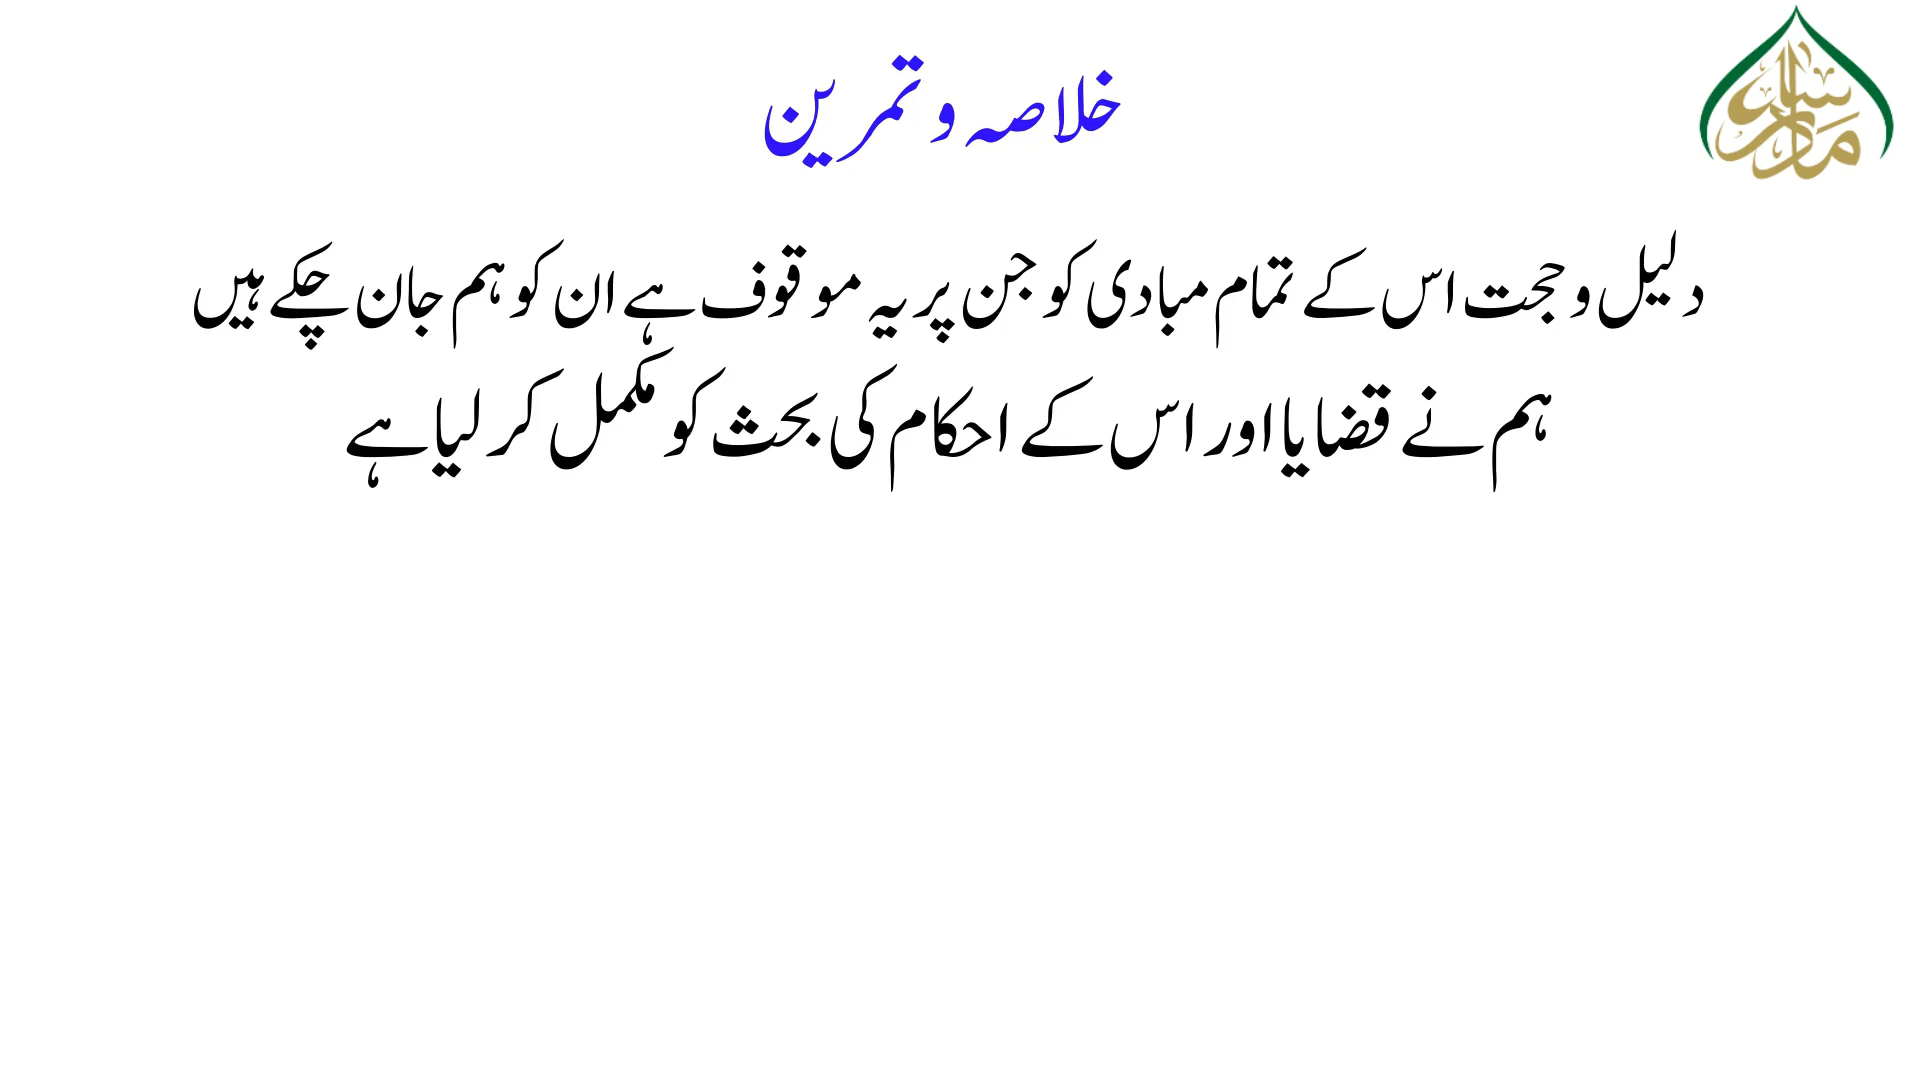 خلاصہ و تمرین
دلیل و حجت اس کے تمام مبادی کو جن پر یہ موقوف ہے ان کو ہم جان چکے ہیں
ہم نے قضایا اور اس کے احکام کی بحث کو مکمل کر لیا ہے